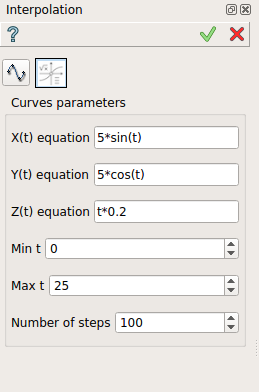 Interpolation
Curves parameters
X(t) equation 5*sin(t)
Y(t) equation 5*cos(t)
Z(t) equation t*0.2
Min t 0
Max t 25
Number of steps 100